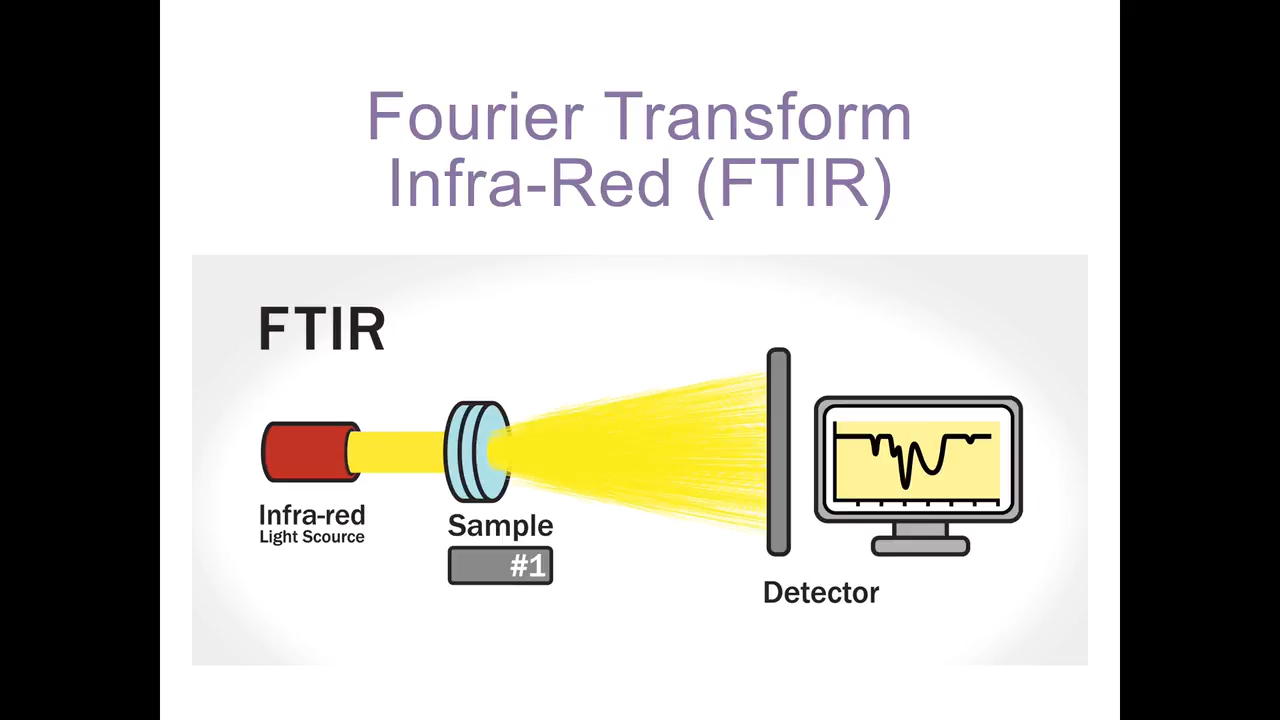 Fourier Transform
Infra-Red (FTIR)
FTIR
Infra-red
Light Scource
Sample
#1
Detector